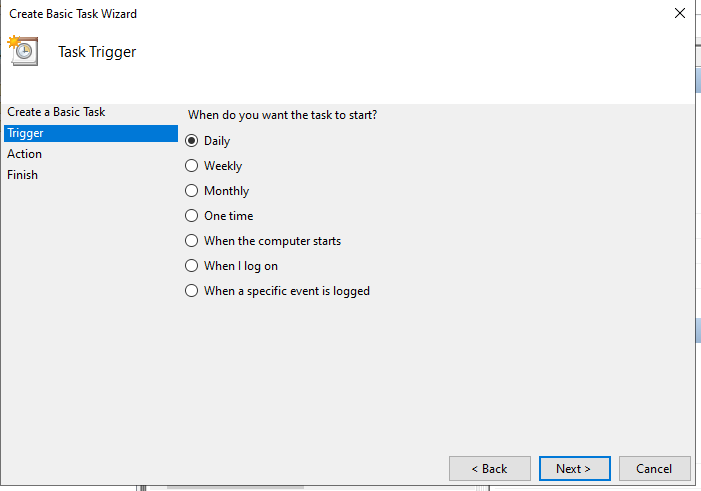 Create Basic Task Wizard
Task Trigger
Create a Basic Task
Trigger
Action
Finish
When do you want the task to start?
Daily
Weekly
Monthly
One time
When the computer starts
When I log on
When a specific event is logged
< Back
Next >
Cancel